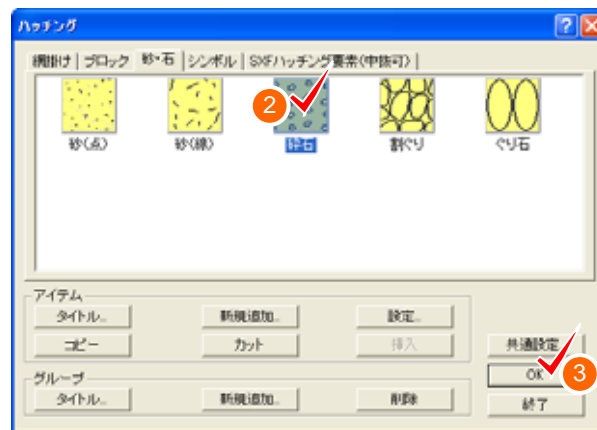 ハッチング
網掛け ブロック 砂・石 シンボル SXFハッチング要素(中抜可)
2
砂(点) 砂(線) 砕石 割ぐり ぐり石
アイテム
タイトル... 新規追加... 設定...
コピー カット 挿入 共通設定
グループ
OK 3
タイトル... 新規追加... 削除 終了